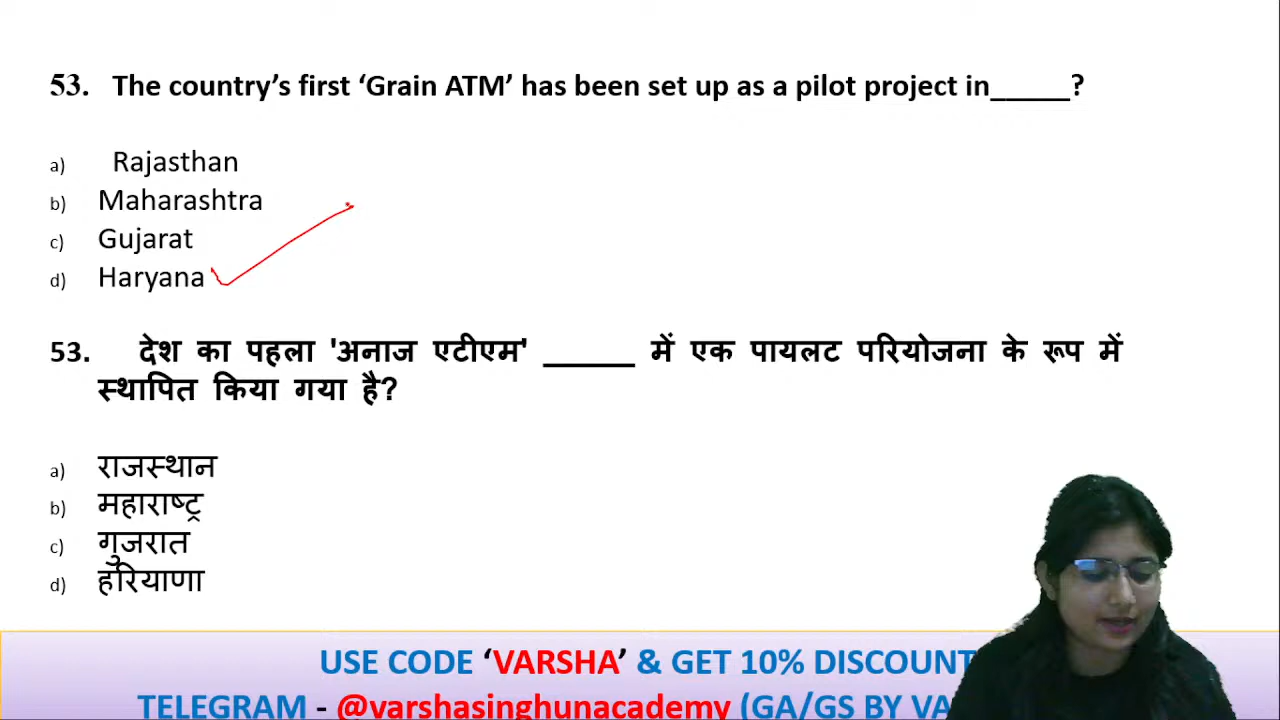 53. The country’s first ‘Grain ATM’ has been set up as a pilot project in_____?
a) Rajasthan
b) Maharashtra
c) Gujarat
d) Haryana
53. देश का पहला 'अनाज एटीएम' ______ में एक पायलट परियोजना के रूप में
स्थापित किया गया है?
a) राजस्थान
b) महाराष्ट्र
c) गुजरात
d) हरियाणा
USE CODE ‘VARSHA’ & GET 10% DISCOUNT
TELEGRAM - @varshasinghunacademy (GA/GS BY